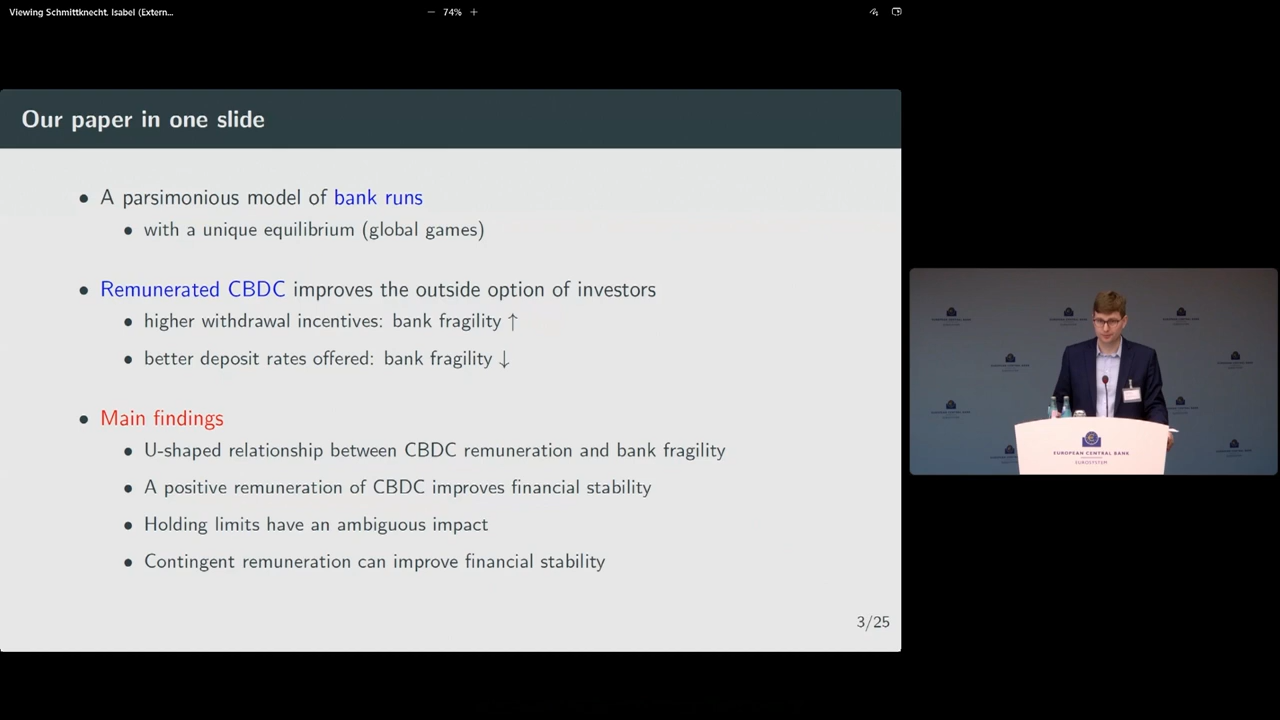 Viewing Schmittknecht, Isabel (Extern...
− 74% +
Our paper in one slide
• A parsimonious model of bank runs
• with a unique equilibrium (global games)
• Remunerated CBDC improves the outside option of investors
• higher withdrawal incentives: bank fragility ↑
• better deposit rates offered: bank fragility ↓
• Main findings
• U-shaped relationship between CBDC remuneration and bank fragility
• A positive remuneration of CBDC improves financial stability
• Holding limits have an ambiguous impact
• Contingent remuneration can improve financial stability
3/25
EUROPEAN CENTRAL BANK
EUROSYSTEM